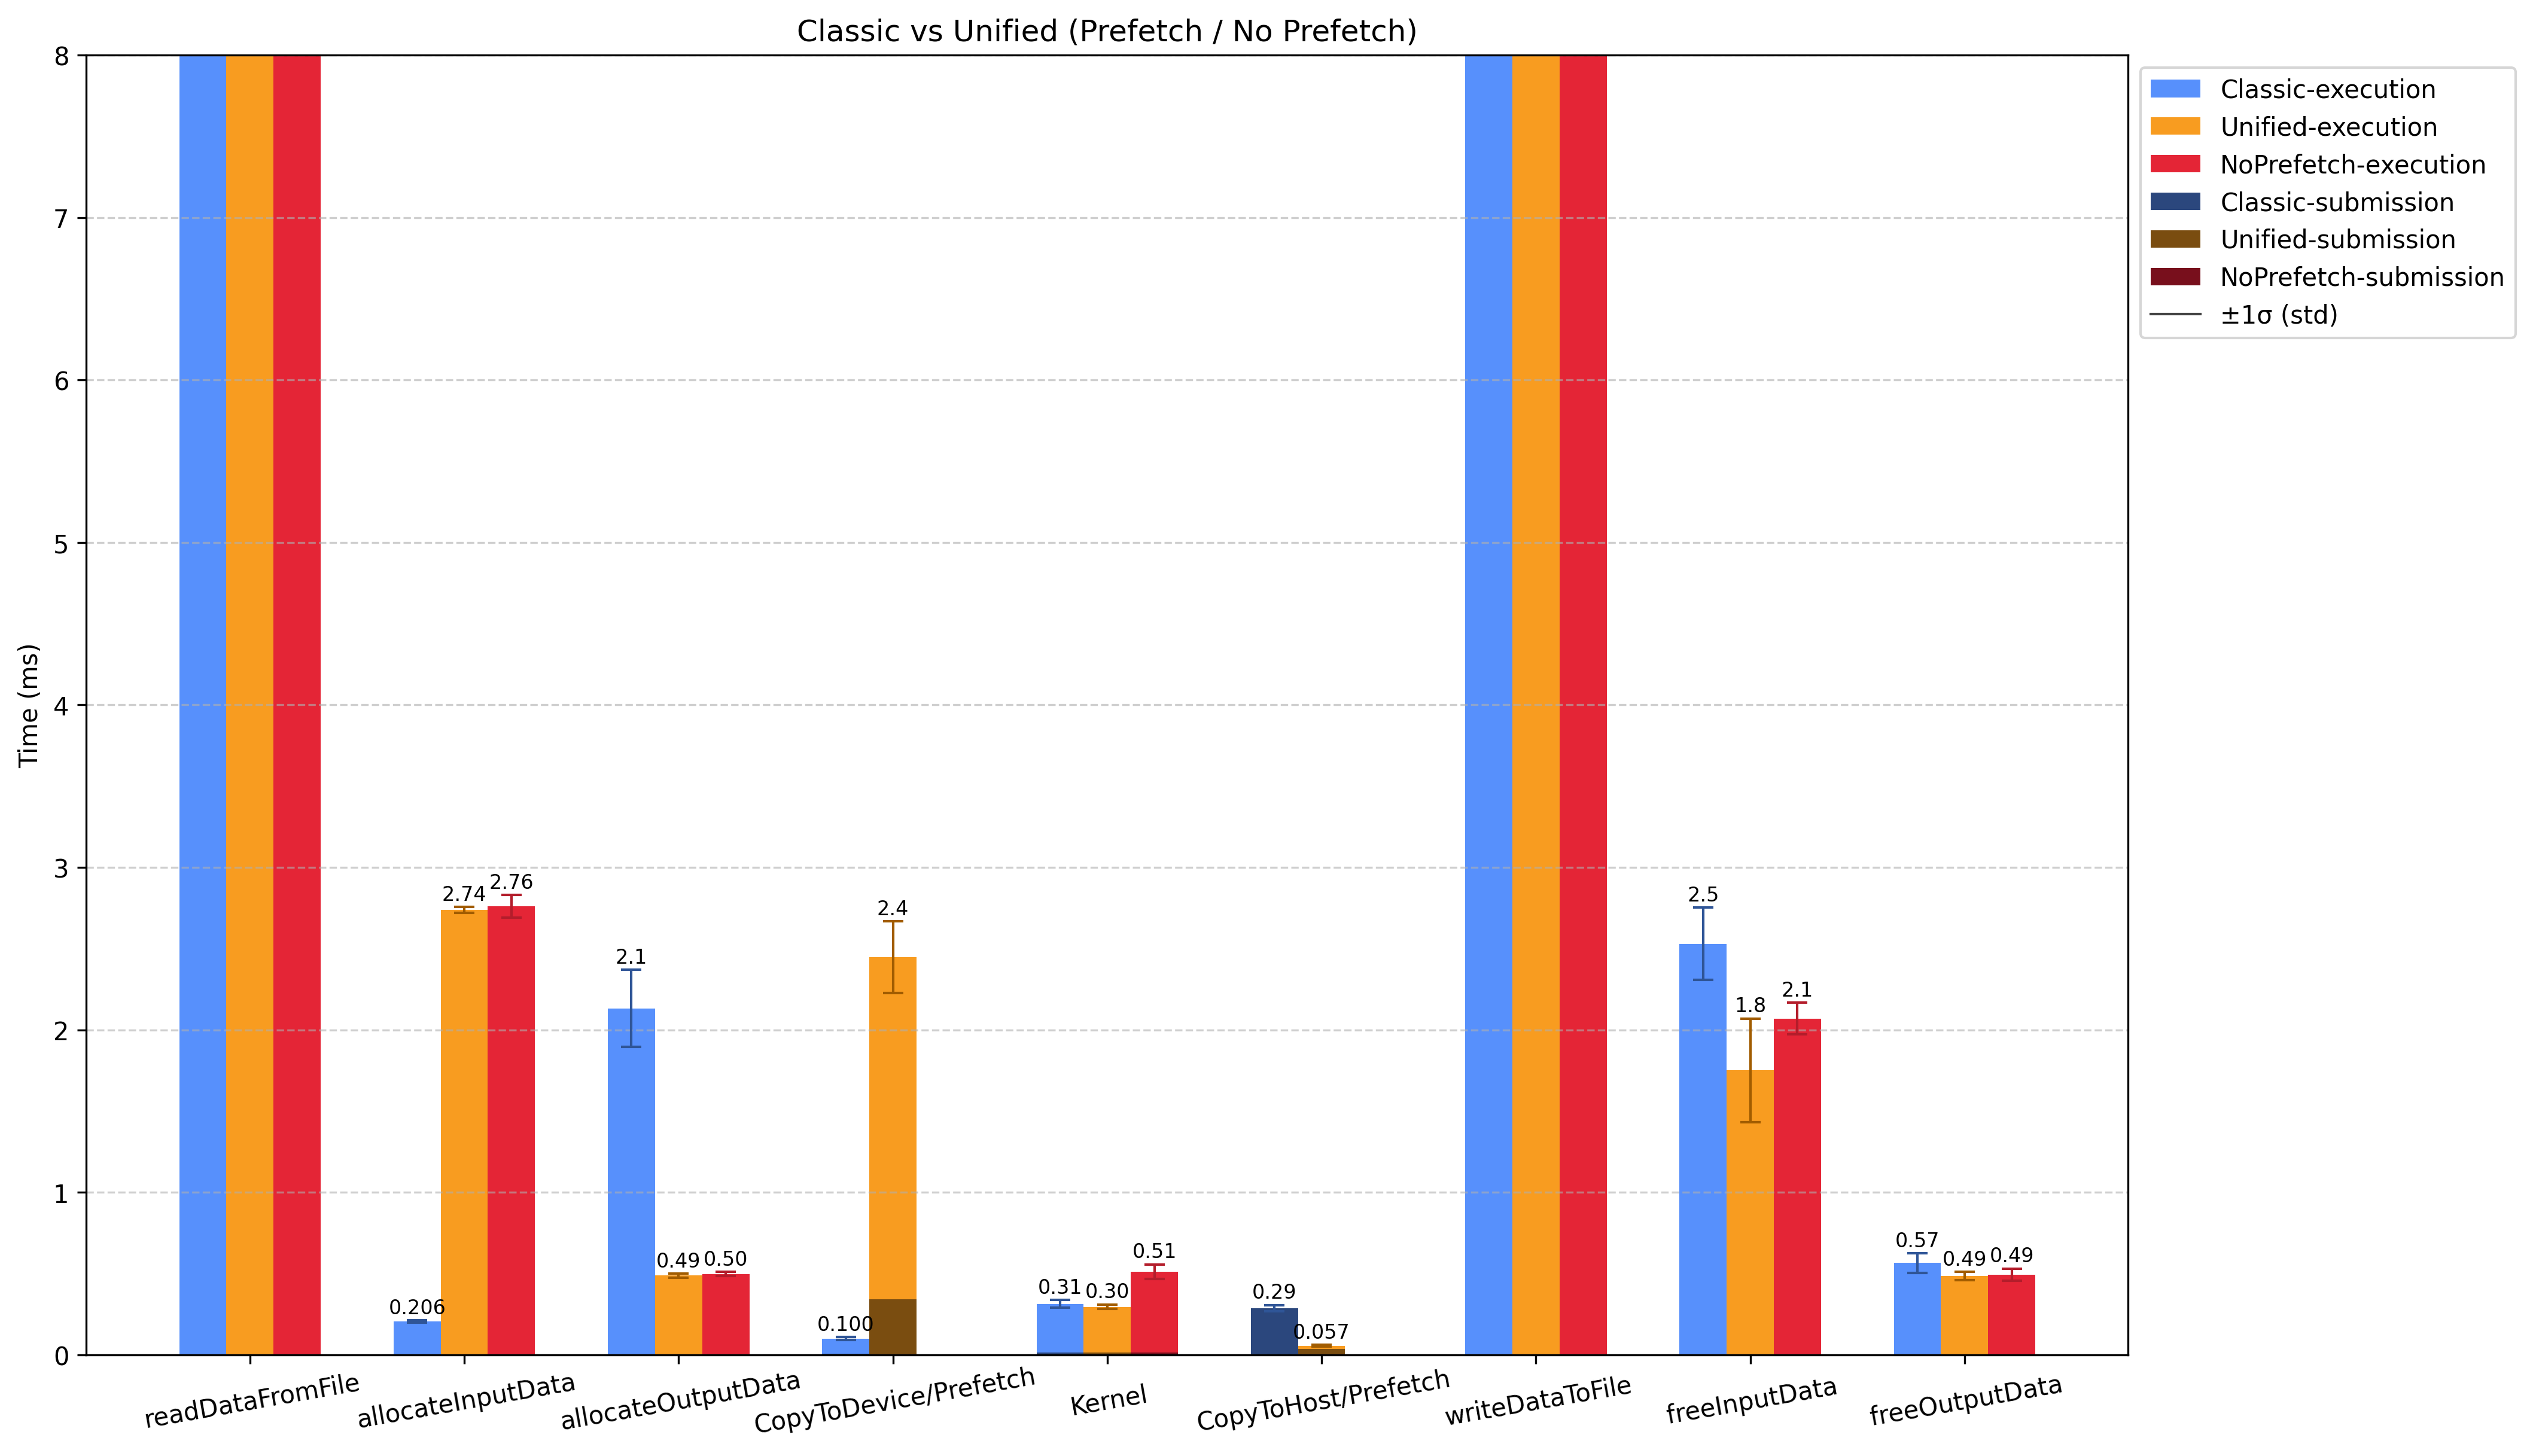 Classic vs Unified (Prefetch / No Prefetch)
Time (ms)
8
7
6
5
4
3
2
1
0
0.206
2.74
2.76
2.1
0.49
0.50
0.100
2.4
0.31
0.30
0.51
0.29
0.057
2.5
1.8
2.1
0.57
0.49
0.49
readDataFromFile
allocateInputData
allocateOutputData
CopyToDevice/Prefetch
Kernel
CopyToHost/Prefetch
writeDataToFile
freeInputData
freeOutputData
Classic-execution
Unified-execution
NoPrefetch-execution
Classic-submission
Unified-submission
NoPrefetch-submission
±1σ (std)